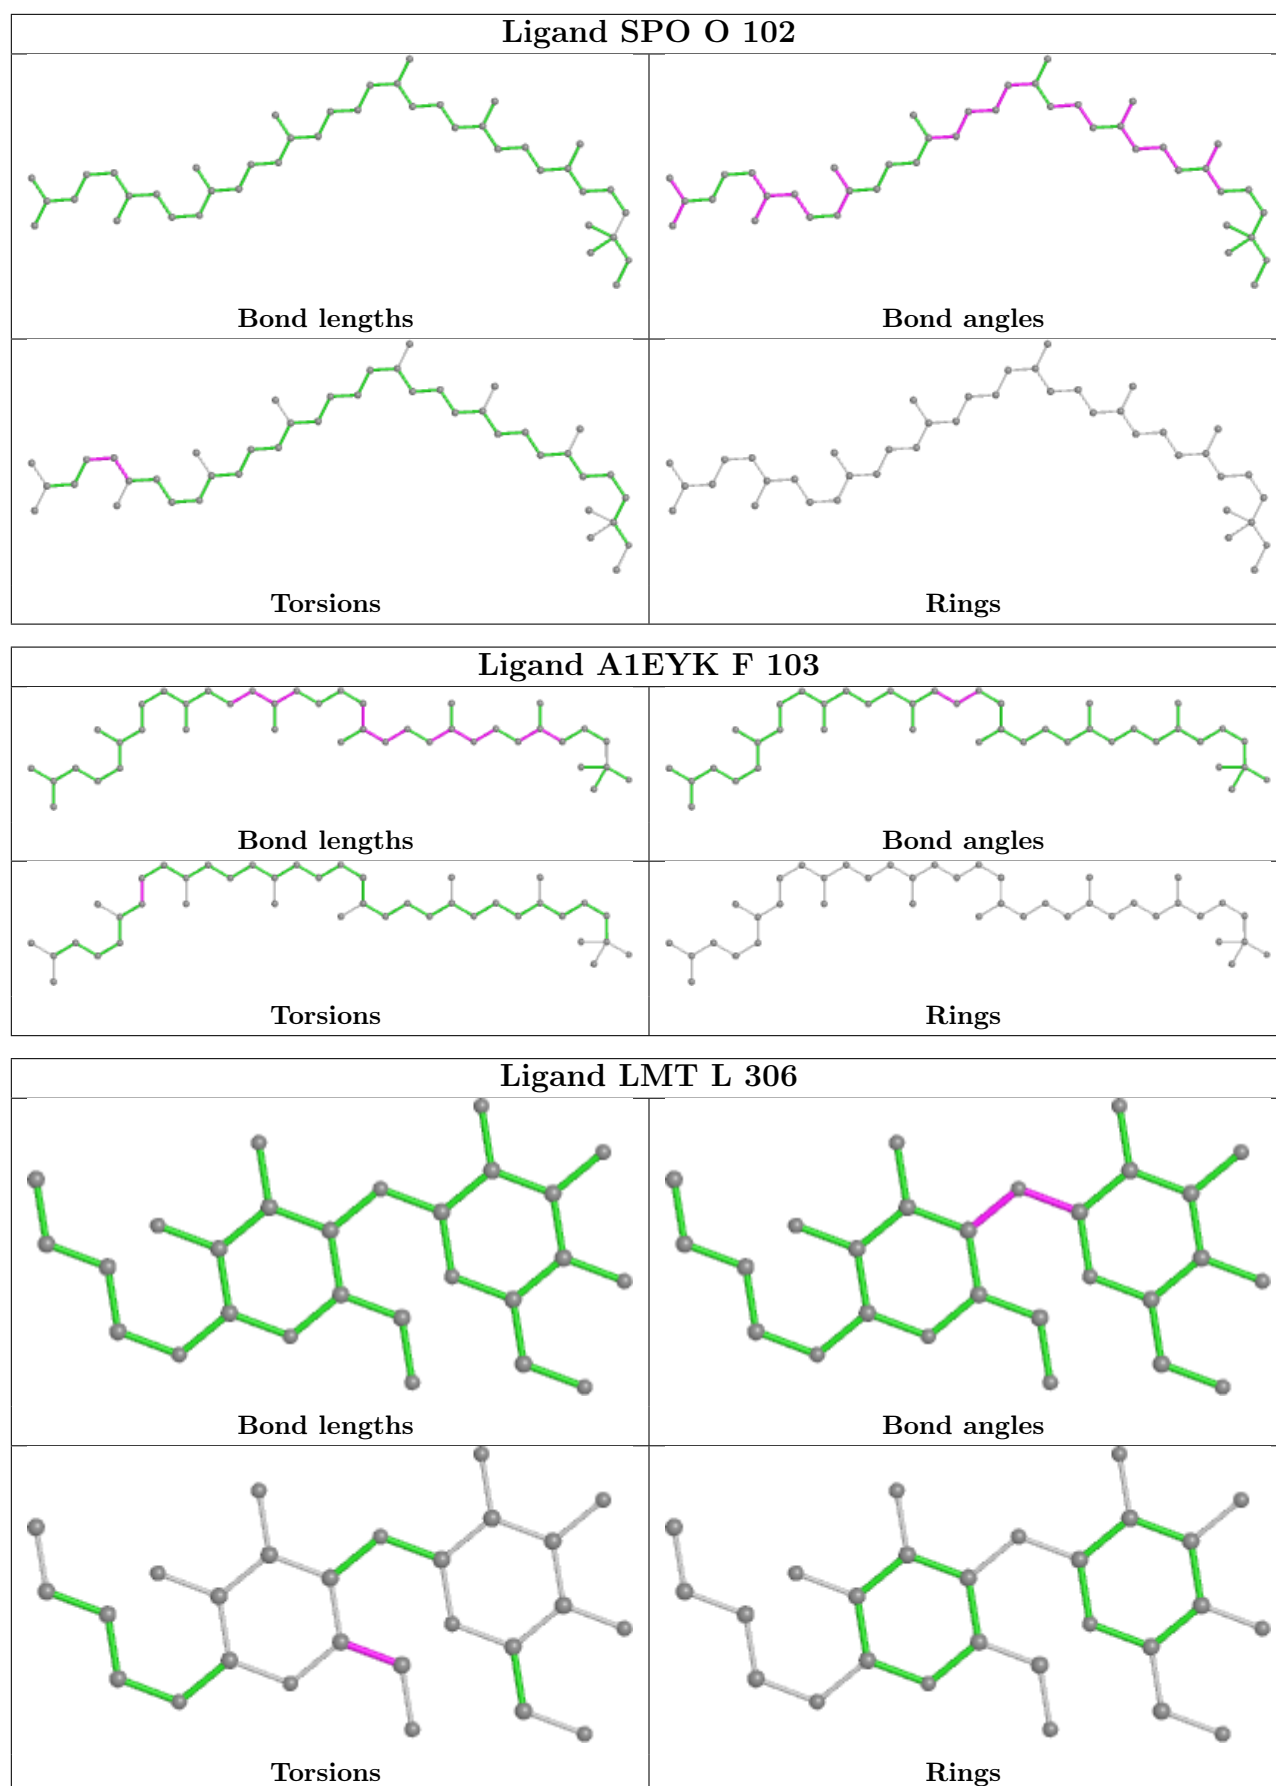 Ligand SPO O 102
Bond lengths
Bond angles
Torsions
Rings
Ligand A1EYK F 103
Bond lengths
Bond angles
Torsions
Rings
Ligand LMT L 306
Bond lengths
Bond angles
Torsions
Rings